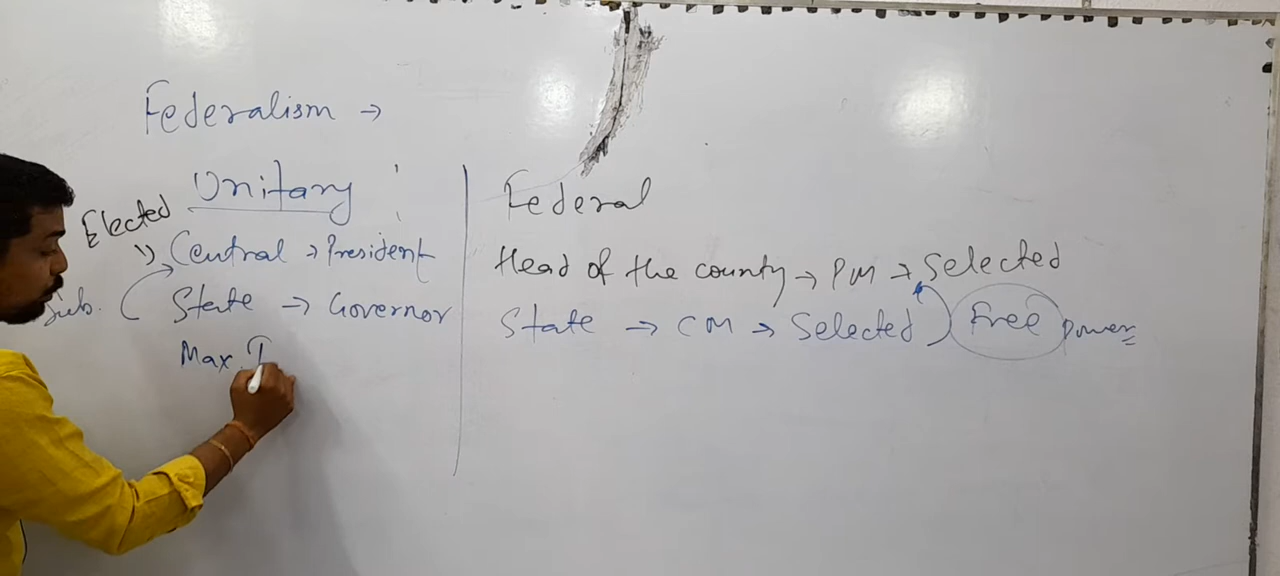 Federalism →
Unitary
Elected
1) Central → President
Sub.
State → Governor
Max. P
Federal
Head of the county → PM → Selected
State → CM → Selected) Free power